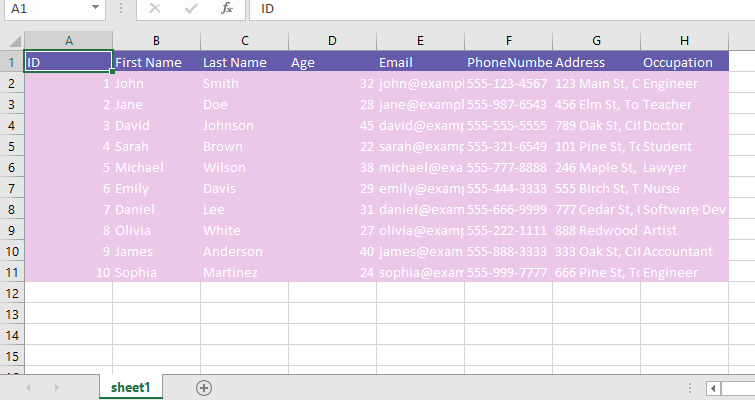 A1 fx ID
A B C D E F G H
1 ID First Name Last Name Age Email PhoneNumbe Address Occupation
2 1 John Smith 32 john@exampl 555-123-4567 123 Main St, C Engineer
3 2 Jane Doe 28 jane@exampl 555-987-6543 456 Elm St, To Teacher
4 3 David Johnson 45 david@examp 555-555-5555 789 Oak St, Cit Doctor
5 4 Sarah Brown 22 sarah@examp 555-321-6549 101 Pine St, To Student
6 5 Michael Wilson 38 michael@exa 555-777-8888 246 Maple St, Lawyer
7 6 Emily Davis 29 emily@examp 555-444-3333 555 Birch St, T Nurse
8 7 Daniel Lee 31 daniel@exam 555-666-9999 777 Cedar St, Software Dev
9 8 Olivia White 27 olivia@examp 555-222-1111 888 Redwood Artist
10 9 James Anderson 40 james@exam 555-888-3333 333 Oak St, Cit Accountant
11 10 Sophia Martinez 24 sophia@exam 555-999-7777 666 Pine St, To Engineer
12
13
14
15
sheet1